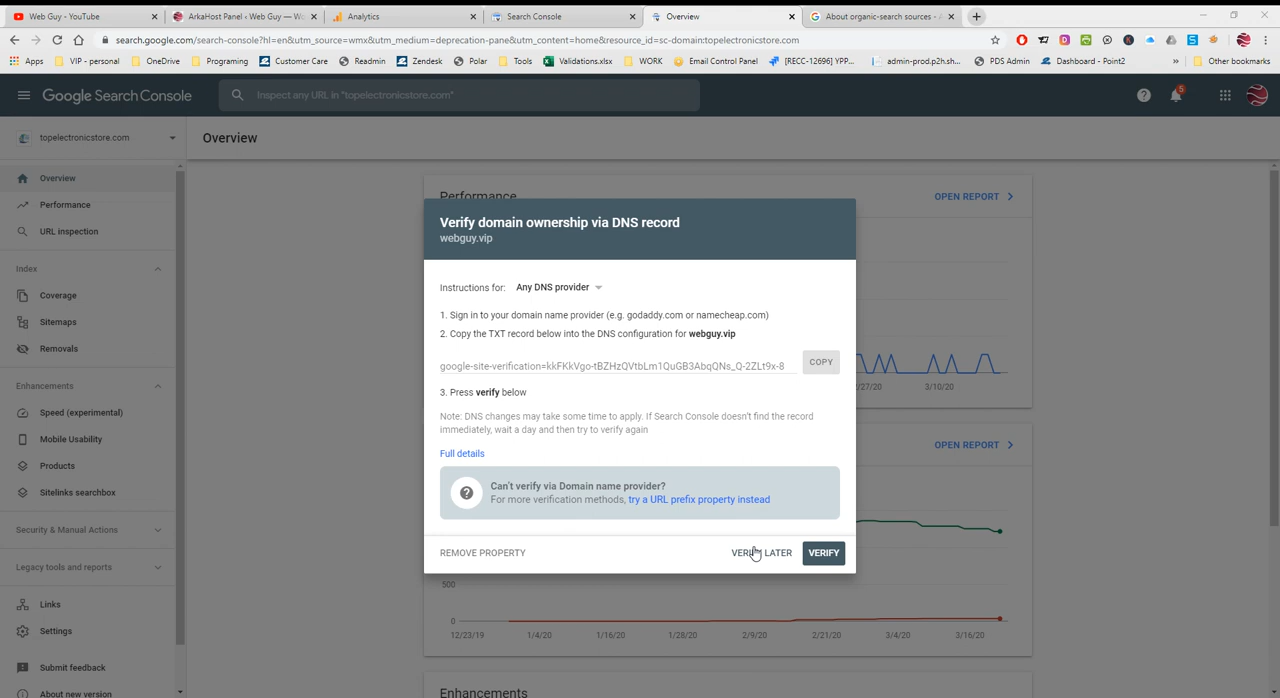 Web Guy - YouTube
ArkaHost Panel ‹ Web Guy — Wo
Analytics
Search Console
Overview
About organic-search sources - A
search.google.com/search-console?hl=en&utm_source=wmx&utm_medium=deprecation-pane&utm_content=home&resource_id=sc-domain:topelectronicstore.com
Apps
VIP - personal
OneDrive
Programing
Customer Care
Readmin
Zendesk
Polar
Tools
Validations.xlsx
WORK
Email Control Panel
[RECC-12696] YPP...
admin-prod.p2h.sh...
PDS Admin
Dashboard - Point2
»
Other bookmarks
Google Search Console
Inspect any URL in "topelectronicstore.com"
5
topelectronicstore.com
Overview
Overview
Performance
URL inspection
Index
Coverage
Sitemaps
Removals
Enhancements
Speed (experimental)
Mobile Usability
Products
Sitelinks searchbox
Security & Manual Actions
Legacy tools and reports
Links
Settings
Submit feedback
About new version
Performance
OPEN REPORT
Verify domain ownership via DNS record
webguy.vip
Instructions for: Any DNS provider
1. Sign in to your domain name provider (e.g. godaddy.com or namecheap.com)
2. Copy the TXT record below into the DNS configuration for webguy.vip
google-site-verification=kkFKkVgo-tBZHzQVtbLm1QuGB3AbqQNs_Q-2ZLt9x-8
COPY
3. Press verify below
Note: DNS changes may take some time to apply. If Search Console doesn't find the record
immediately, wait a day and then try to verify again
Full details
Can't verify via Domain name provider?
For more verification methods, try a URL prefix property instead
REMOVE PROPERTY
VERIFY LATER
VERIFY
2/27/20
3/10/20
OPEN REPORT
500
0
12/23/19
1/4/20
1/16/20
1/28/20
2/9/20
2/21/20
3/4/20
3/16/20
Enhancements